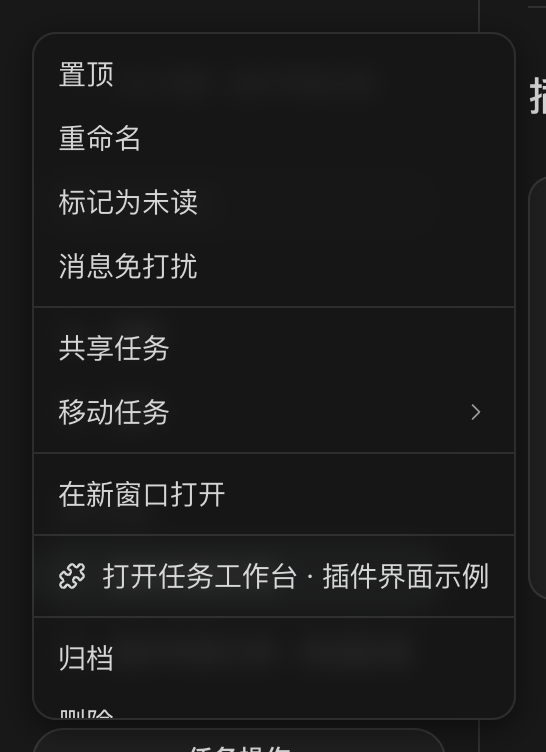 置顶
重命名
标记为未读
消息免打扰
共享任务
移动任务
在新窗口打开
打开任务工作台 · 插件界面示例
归档
删除